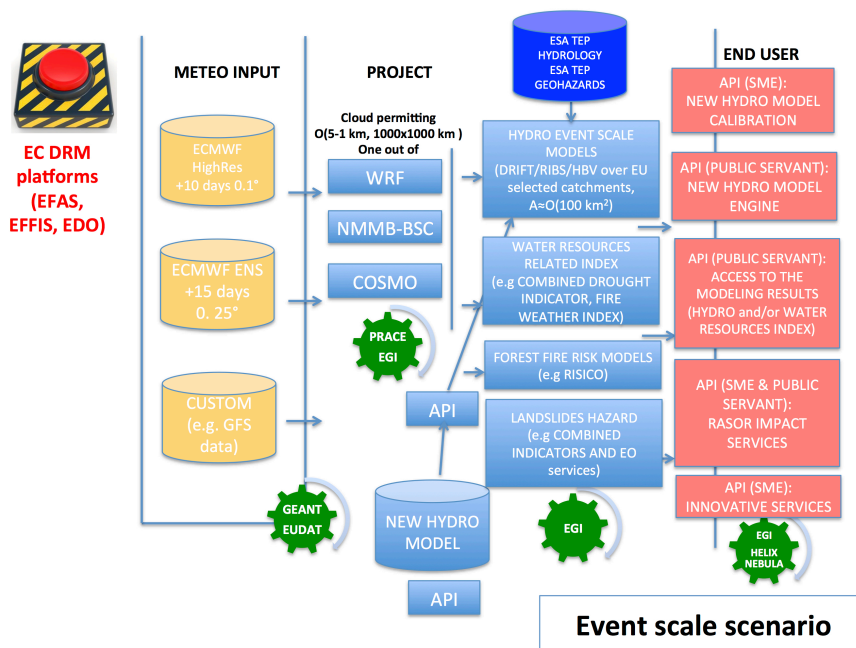 EC DRM
platforms
(EFAS,
EFFIS, EDO)
METEO INPUT
ECMWF
HighRes
+10 days 0.1°
ECMWF ENS
+15 days
0. 25°
CUSTOM
(e.g. GFS
data)
GEANT
EUDAT
PROJECT
Cloud permitting
O(5-1 km, 1000x1000 km )
One out of
WRF
NMMB-BSC
COSMO
PRACE
EGI
API
NEW HYDRO
MODEL
API
ESA TEP
HYDROLOGY
ESA TEP
GEOHAZARDS
HYDRO EVENT SCALE
MODELS
(DRIFT/RIBS/HBV over EU
selected catchments,
A≈O(100 km²)
WATER RESOURCES
RELATED INDEX
(e.g COMBINED DROUGHT
INDICATOR, FIRE
WEATHER INDEX)
FOREST FIRE RISK MODELS
(e.g RISICO)
LANDSLIDES HAZARD
(e.g COMBINED
INDICATORS AND EO
services)
EGI
END USER
API (SME):
NEW HYDRO MODEL
CALIBRATION
API (PUBLIC SERVANT):
NEW HYDRO MODEL
ENGINE
API (PUBLIC SERVANT):
ACCESS TO THE
MODELING RESULTS
(HYDRO and/or WATER
RESOURCES INDEX)
API (SME & PUBLIC
SERVANT):
RASOR IMPACT
SERVICES
API (SME):
INNOVATIVE SERVICES
EGI
HELIX
NEBULA
Event scale scenario